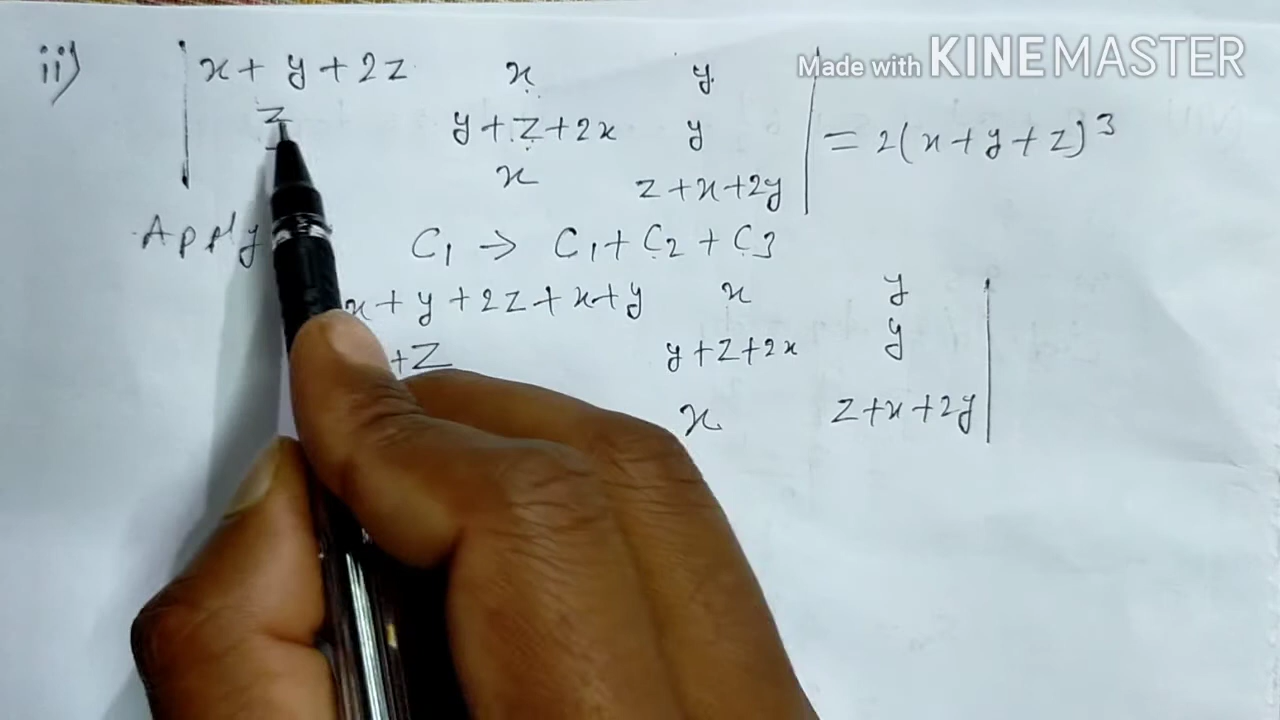 ii) x + y + 2z x y
z y + z + 2x y = 2(x + y + z)³
x z + x + 2y
Apply C₁ → C₁ + C₂ + C₃
x + y + 2z + x + y x y
+ z y + z + 2x y
x z + x + 2y
Made with KINEMASTER